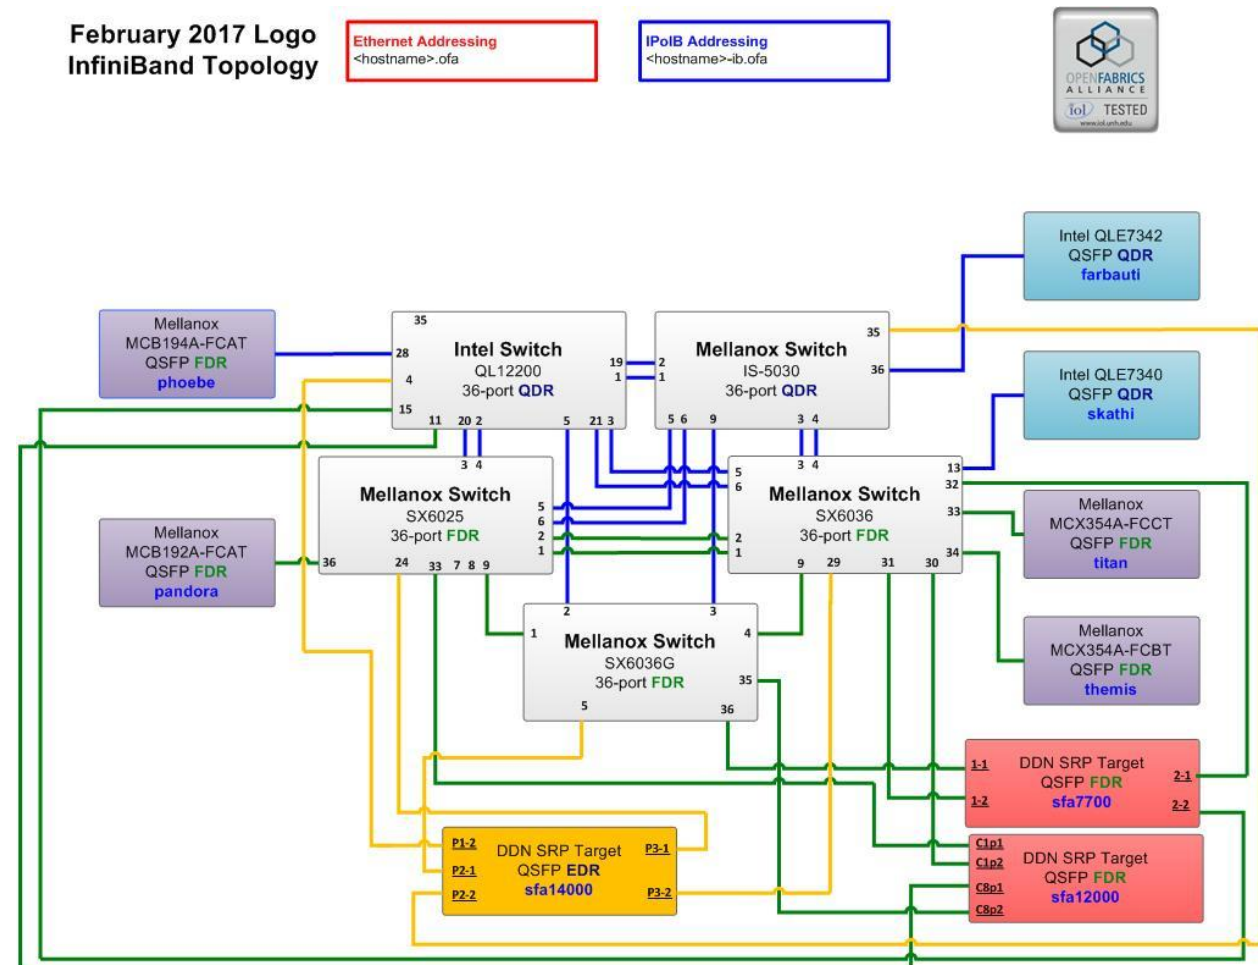 February 2017 Logo
InfiniBand Topology
Ethernet Addressing
<hostname>.ofa
IPoIB Addressing
<hostname>-ib.ofa
OPENFABRICS
ALLIANCE
iol TESTED
www.iol.unh.edu
Intel QLE7342
QSFP QDR
farbauti
Mellanox
MCB194A-FCAT
QSFP FDR
phoebe
35
28
4
15
11
20
2
5
21
3
19
1
Intel Switch
QL12200
36-port QDR
2
1
5
6
9
3
4
35
36
Mellanox Switch
IS-5030
36-port QDR
Intel QLE7340
QSFP QDR
skathi
3
4
Mellanox Switch
SX6025
36-port FDR
5
6
2
1
36
24
33
7
8
9
3
4
5
6
2
1
Mellanox Switch
SX6036
36-port FDR
13
32
33
34
9
29
31
30
Mellanox
MCX354A-FCCT
QSFP FDR
titan
Mellanox
MCB192A-FCAT
QSFP FDR
pandora
2
3
1
4
Mellanox Switch
SX6036G
36-port FDR
35
5
36
Mellanox
MCX354A-FCBT
QSFP FDR
themis
1-1
1-2
DDN SRP Target
QSFP FDR
sfa7700
2-1
2-2
P1-2
P2-1
P2-2
DDN SRP Target
QSFP EDR
sfa14000
P3-1
P3-2
C1p1
C1p2
C8p1
C8p2
DDN SRP Target
QSFP FDR
sfa12000